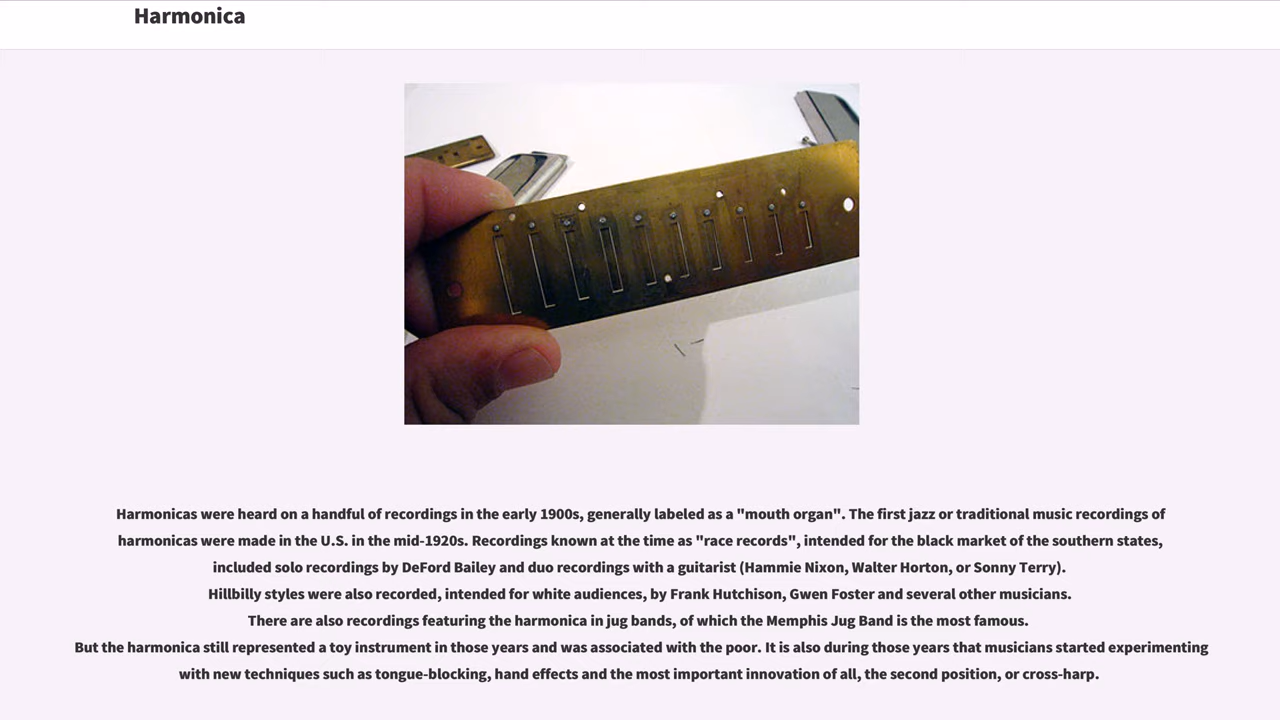 Harmonica
Harmonicas were heard on a handful of recordings in the early 1900s, generally labeled as a "mouth organ". The first jazz or traditional music recordings of
harmonicas were made in the U.S. in the mid-1920s. Recordings known at the time as "race records", intended for the black market of the southern states,
included solo recordings by DeFord Bailey and duo recordings with a guitarist (Hammie Nixon, Walter Horton, or Sonny Terry).
Hillbilly styles were also recorded, intended for white audiences, by Frank Hutchison, Gwen Foster and several other musicians.
There are also recordings featuring the harmonica in jug bands, of which the Memphis Jug Band is the most famous.
But the harmonica still represented a toy instrument in those years and was associated with the poor. It is also during those years that musicians started experimenting
with new techniques such as tongue-blocking, hand effects and the most important innovation of all, the second position, or cross-harp.